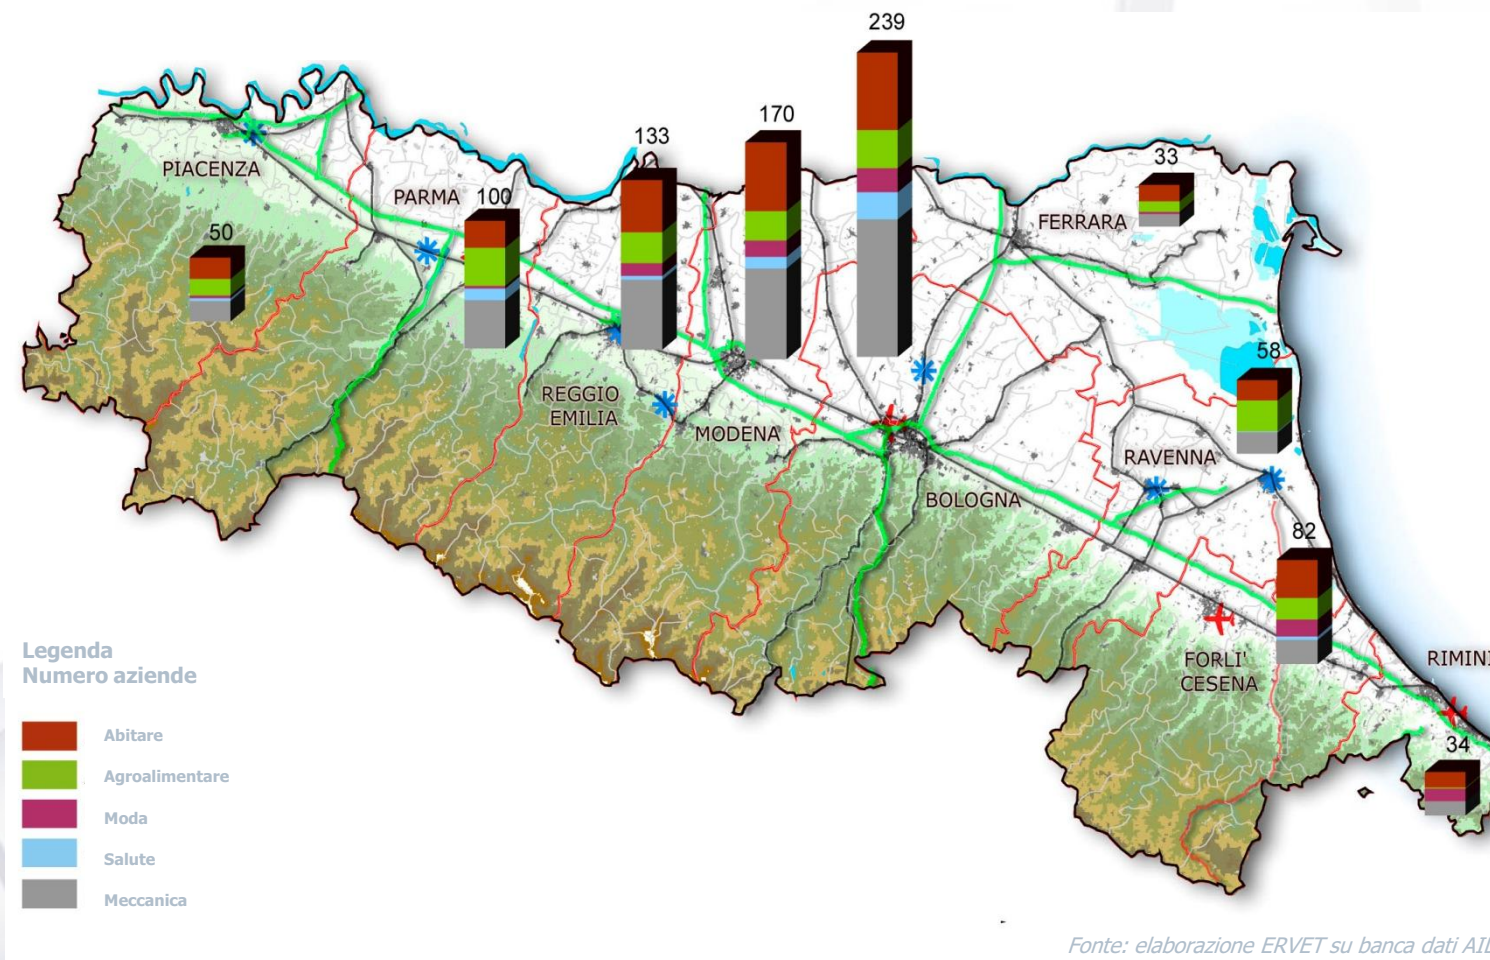 239
170
133
33
PIACENZA
PARMA
100
FERRARA
50
58
REGGIO
EMILIA
MODENA
RAVENNA
BOLOGNA
82
Legenda
Numero aziende
FORLI'
CESENA
RIMINI
34
Abitare
Agroalimentare
Moda
Salute
Meccanica
Fonte: elaborazione ERVET su banca dati